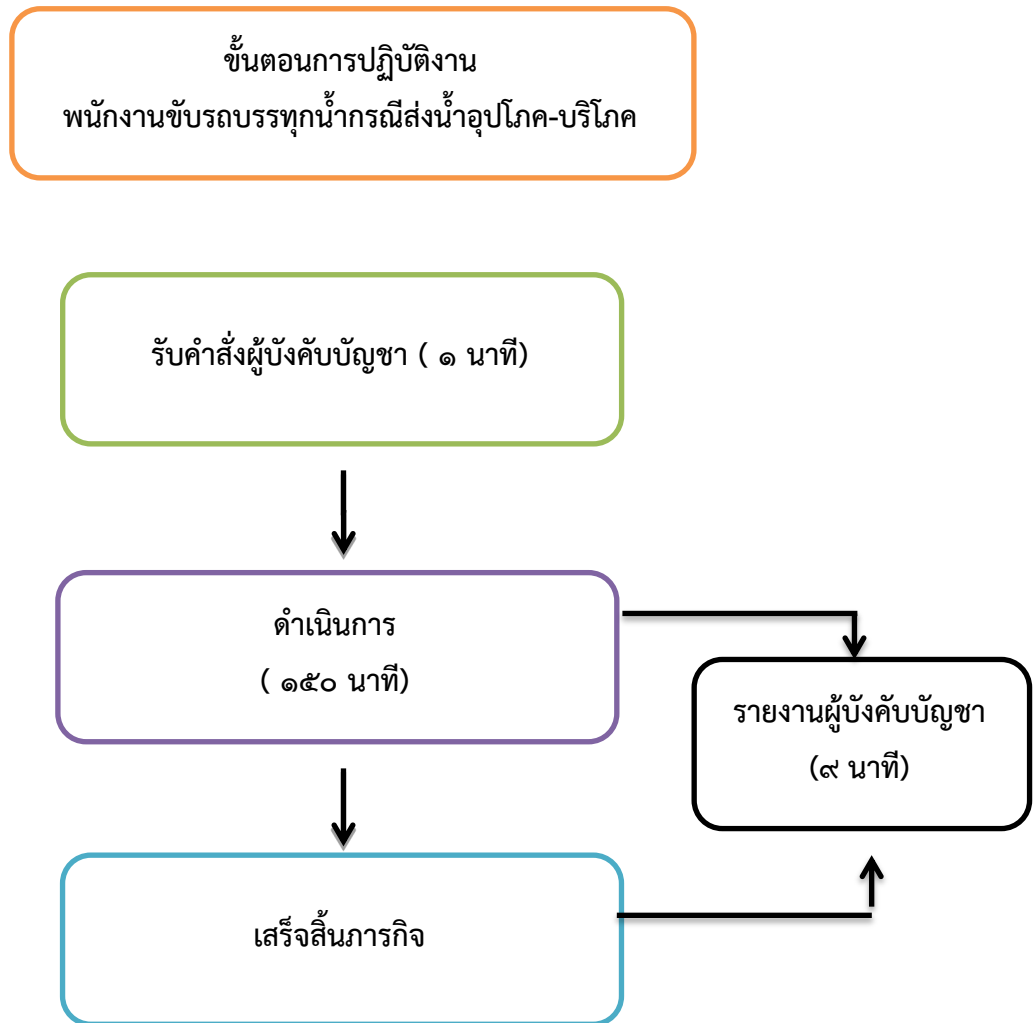 ขั้นตอนการปฏิบัติงาน
พนักงานขับรถบรรทุกน้ำกรณีส่งน้ำอุปโภค-บริโภค
รับคำสั่งผู้บังคับบัญชา ( ๑ นาที)
ดำเนินการ
( ๑๕๐ นาที)
รายงานผู้บังคับบัญชา
(๙ นาที)
เสร็จสิ้นภารกิจ